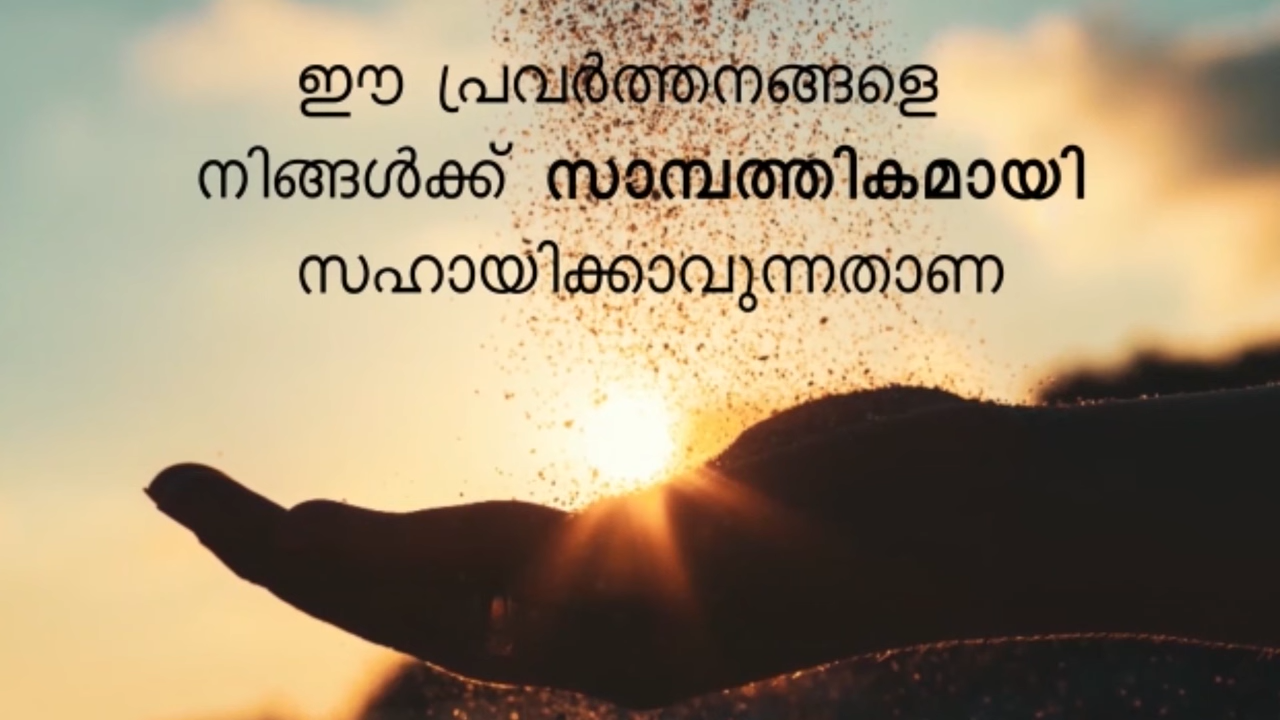 ഈ പ്രവർത്തനങ്ങളെ
നിങ്ങൾക്ക് സാമ്പത്തികമായി
സഹായിക്കാവുന്നതാണ